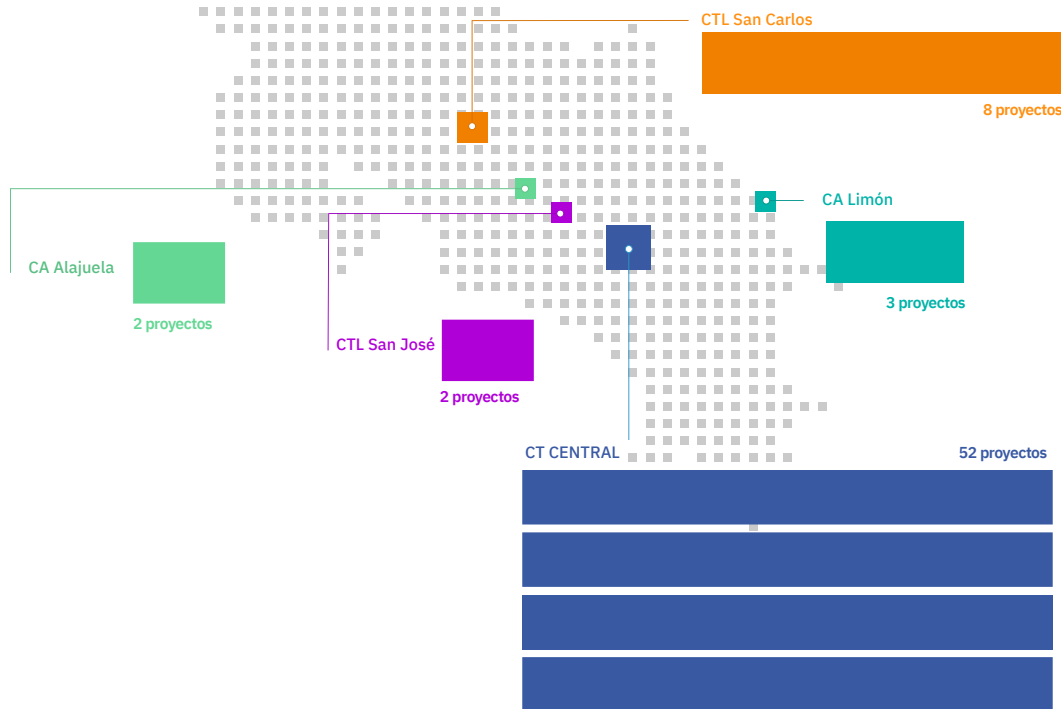 CTL San Carlos
8 proyectos
CA Limón
3 proyectos
CA Alajuela
2 proyectos
CTL San José
2 proyectos
CT CENTRAL
52 proyectos